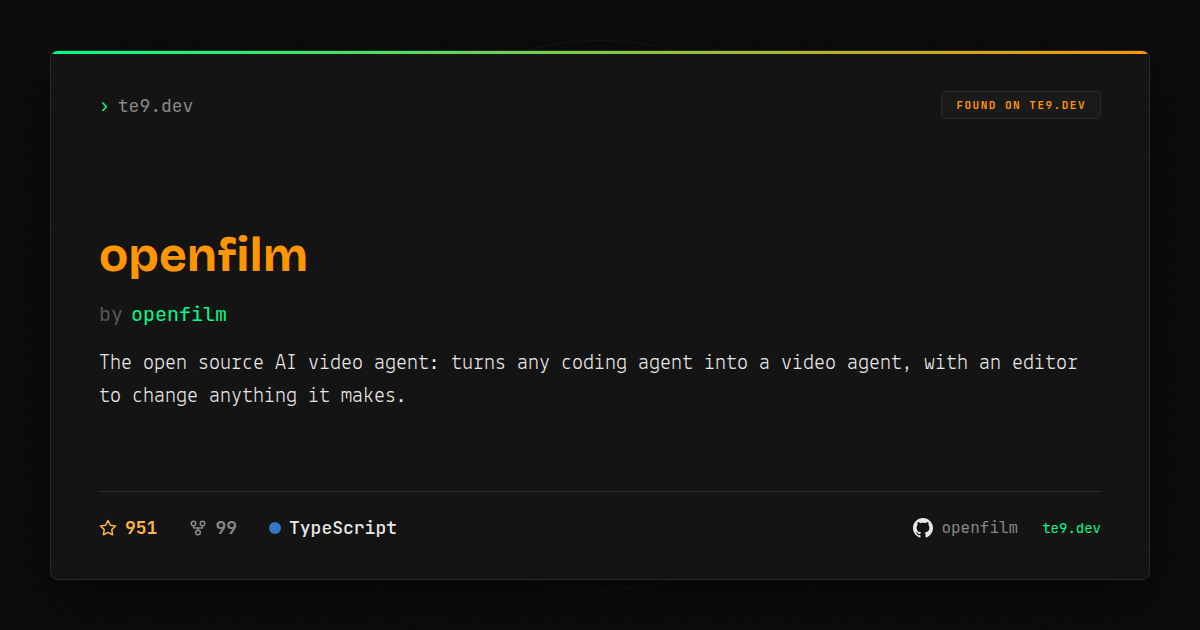 › te9.dev
FOUND ON TE9.DEV
openfilm
by openfilm
The open source AI video agent: turns any coding agent into a video agent, with an editor
to change anything it makes.
951 99 TypeScript
openfilm te9.dev